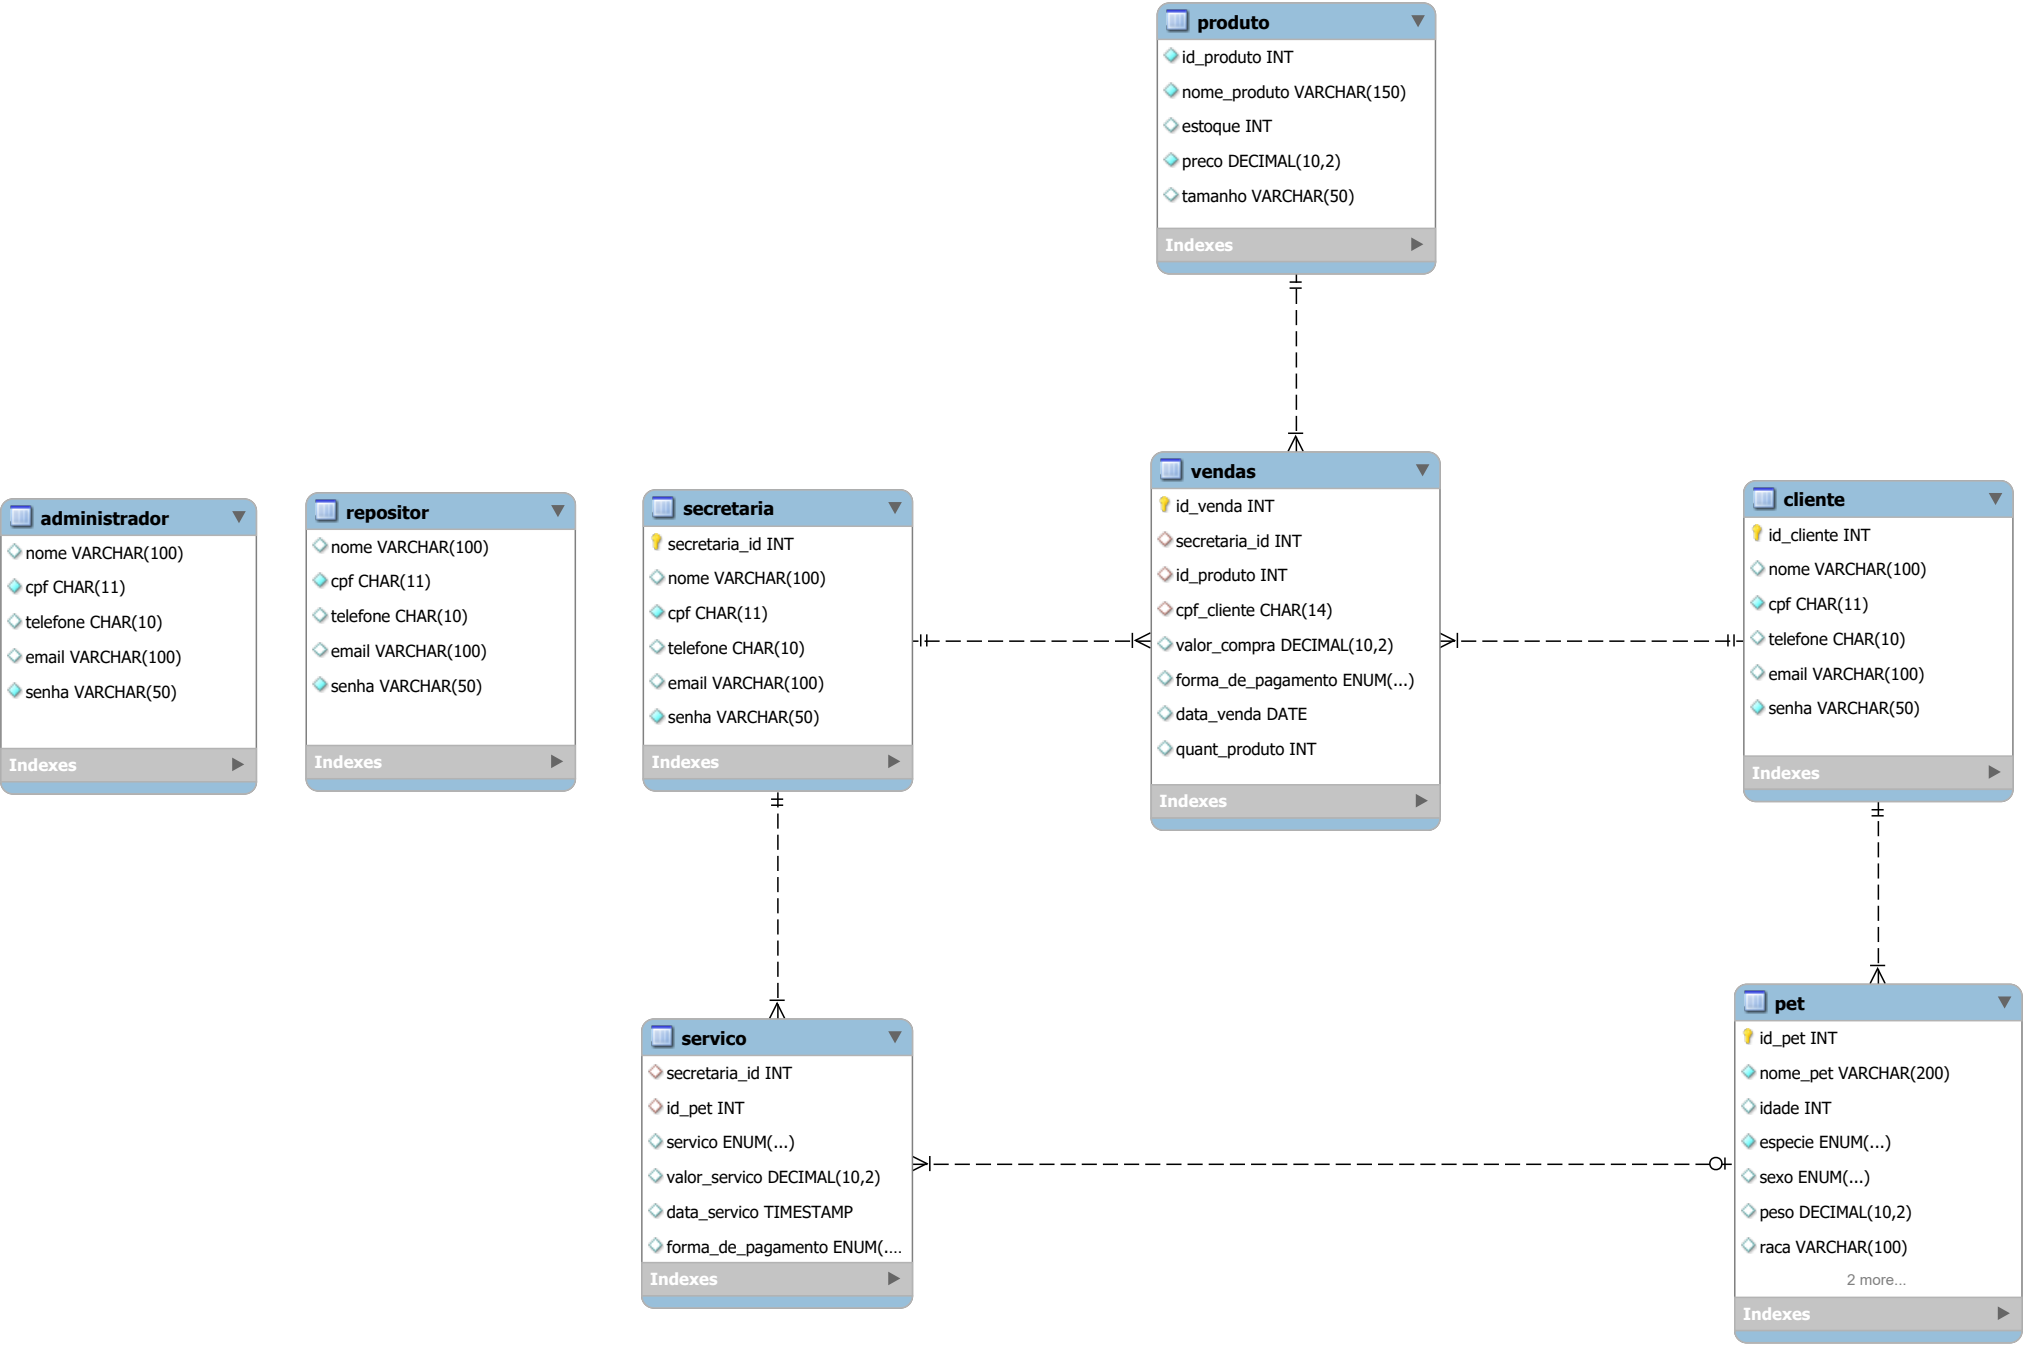 produto
id_produto INT
nome_produto VARCHAR(150)
estoque INT
preco DECIMAL(10,2)
tamanho VARCHAR(50)
Indexes
administrador
nome VARCHAR(100)
cpf CHAR(11)
telefone CHAR(10)
email VARCHAR(100)
senha VARCHAR(50)
Indexes
repositor
nome VARCHAR(100)
cpf CHAR(11)
telefone CHAR(10)
email VARCHAR(100)
senha VARCHAR(50)
Indexes
secretaria
secretaria_id INT
nome VARCHAR(100)
cpf CHAR(11)
telefone CHAR(10)
email VARCHAR(100)
senha VARCHAR(50)
Indexes
vendas
id_venda INT
secretaria_id INT
id_produto INT
cpf_cliente CHAR(14)
valor_compra DECIMAL(10,2)
forma_de_pagamento ENUM(...)
data_venda DATE
quant_produto INT
Indexes
cliente
id_cliente INT
nome VARCHAR(100)
cpf CHAR(11)
telefone CHAR(10)
email VARCHAR(100)
senha VARCHAR(50)
Indexes
servico
secretaria_id INT
id_pet INT
servico ENUM(...)
valor_servico DECIMAL(10,2)
data_servico TIMESTAMP
forma_de_pagamento ENUM(....
Indexes
pet
id_pet INT
nome_pet VARCHAR(200)
idade INT
especie ENUM(...)
sexo ENUM(...)
peso DECIMAL(10,2)
raca VARCHAR(100)
2 more...
Indexes